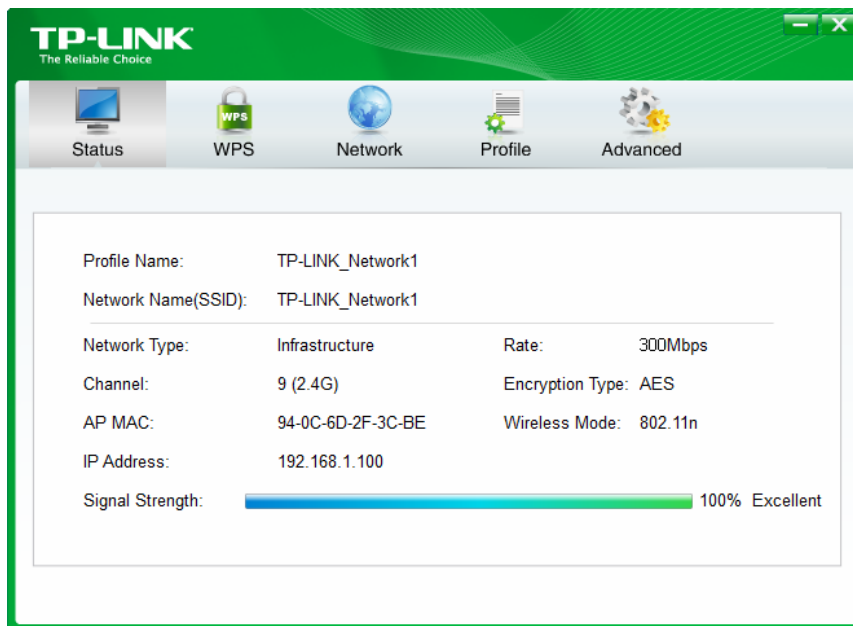 TP-LINK
The Reliable Choice
WPS
Status WPS Network Profile Advanced
Profile Name: TP-LINK_Network1
Network Name(SSID): TP-LINK_Network1
Network Type: Infrastructure Rate: 300Mbps
Channel: 9 (2.4G) Encryption Type: AES
AP MAC: 94-0C-6D-2F-3C-BE Wireless Mode: 802.11n
IP Address: 192.168.1.100
Signal Strength: 100% Excellent